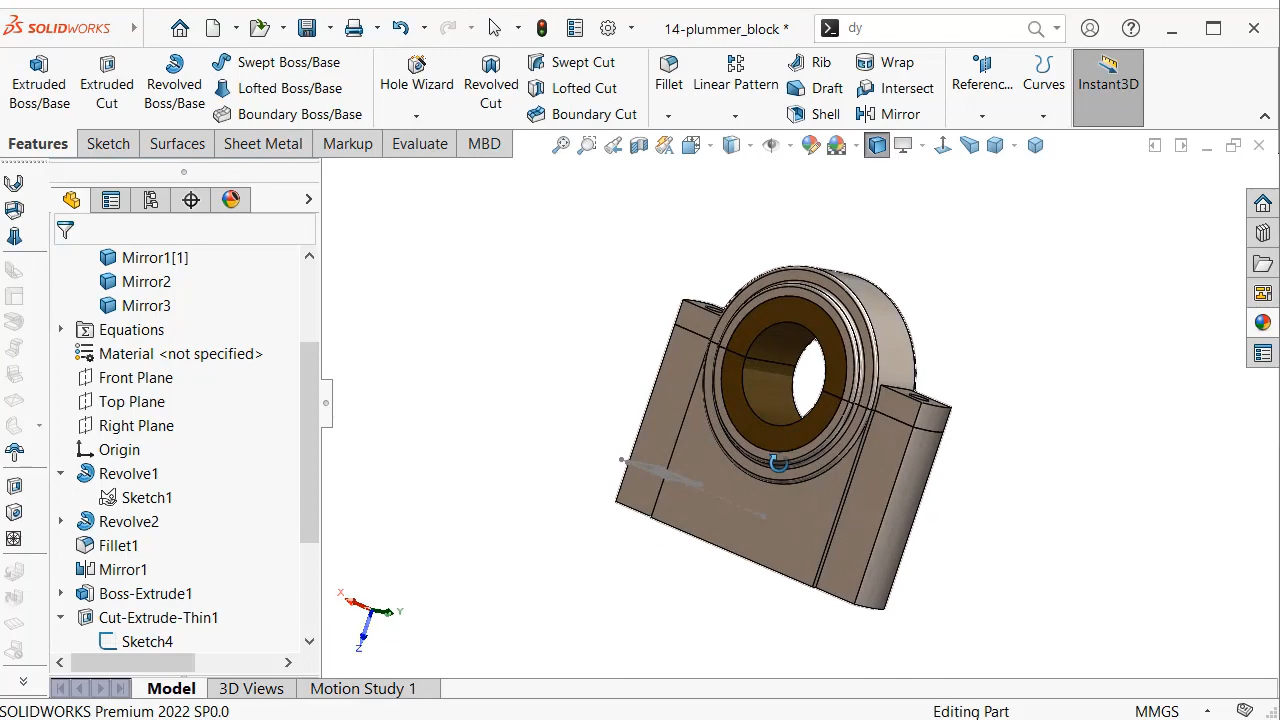 SOLIDWORKS
14-plummer_block *
dy
Extruded Boss/Base
Extruded Cut
Revolved Boss/Base
Swept Boss/Base
Lofted Boss/Base
Boundary Boss/Base
Hole Wizard
Revolved Cut
Swept Cut
Lofted Cut
Boundary Cut
Fillet
Linear Pattern
Rib
Draft
Shell
Wrap
Intersect
Mirror
Referenc...
Curves
Instant3D
Features
Sketch
Surfaces
Sheet Metal
Markup
Evaluate
MBD
Mirror1[1]
Mirror2
Mirror3
Equations
Material <not specified>
Front Plane
Top Plane
Right Plane
Origin
Revolve1
Sketch1
Revolve2
Fillet1
Mirror1
Boss-Extrude1
Cut-Extrude-Thin1
Sketch4
X
Y
Z
Model
3D Views
Motion Study 1
SOLIDWORKS Premium 2022 SP0.0
Editing Part
MMGS